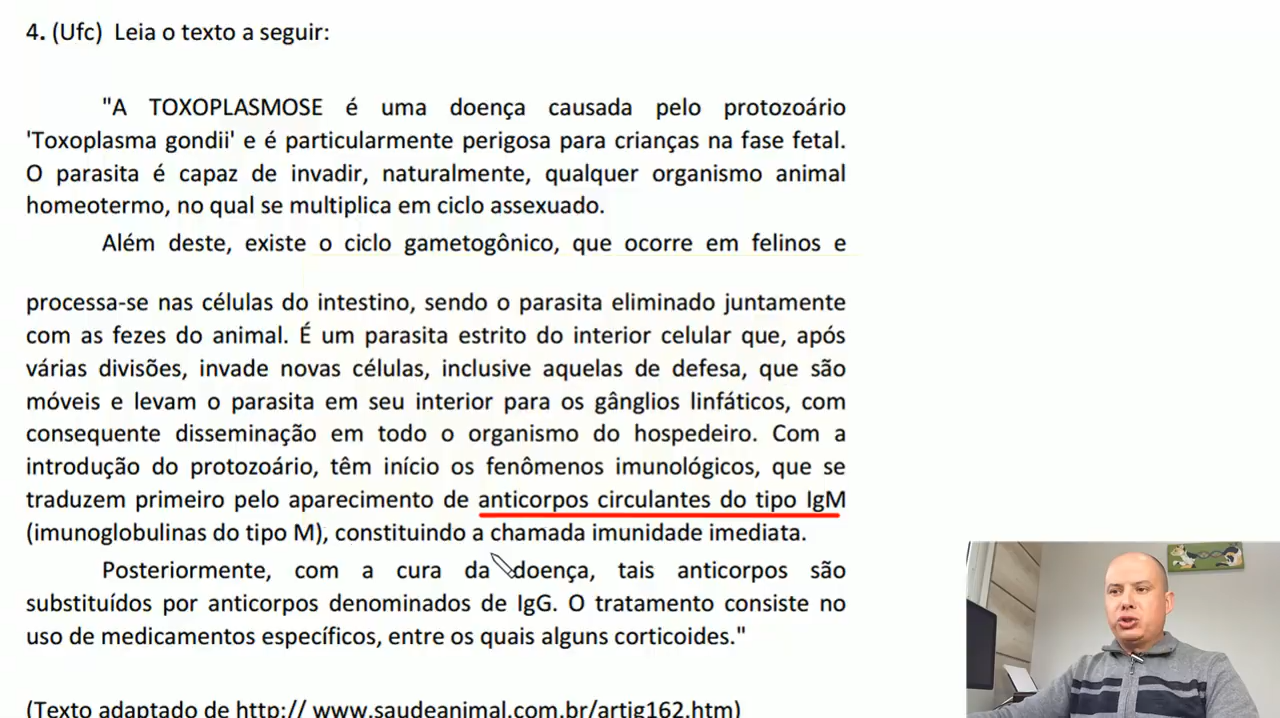 4. (Ufc) Leia o texto a seguir:
"A TOXOPLASMOSE é uma doença causada pelo protozoário
'Toxoplasma gondii' e é particularmente perigosa para crianças na fase fetal.
O parasita é capaz de invadir, naturalmente, qualquer organismo animal
homeotermo, no qual se multiplica em ciclo assexuado.
Além deste, existe o ciclo gametogônico, que ocorre em felinos e
processa-se nas células do intestino, sendo o parasita eliminado juntamente
com as fezes do animal. É um parasita estrito do interior celular que, após
várias divisões, invade novas células, inclusive aquelas de defesa, que são
móveis e levam o parasita em seu interior para os gânglios linfáticos, com
consequente disseminação em todo o organismo do hospedeiro. Com a
introdução do protozoário, têm início os fenômenos imunológicos, que se
traduzem primeiro pelo aparecimento de anticorpos circulantes do tipo IgM
(imunoglobulinas do tipo M), constituindo a chamada imunidade imediata.
Posteriormente, com a cura da doença, tais anticorpos são
substituídos por anticorpos denominados de IgG. O tratamento consiste no
uso de medicamentos específicos, entre os quais alguns corticoides."
(Texto adaptado de http:// www.saudeanimal.com.br/artig162.htm)